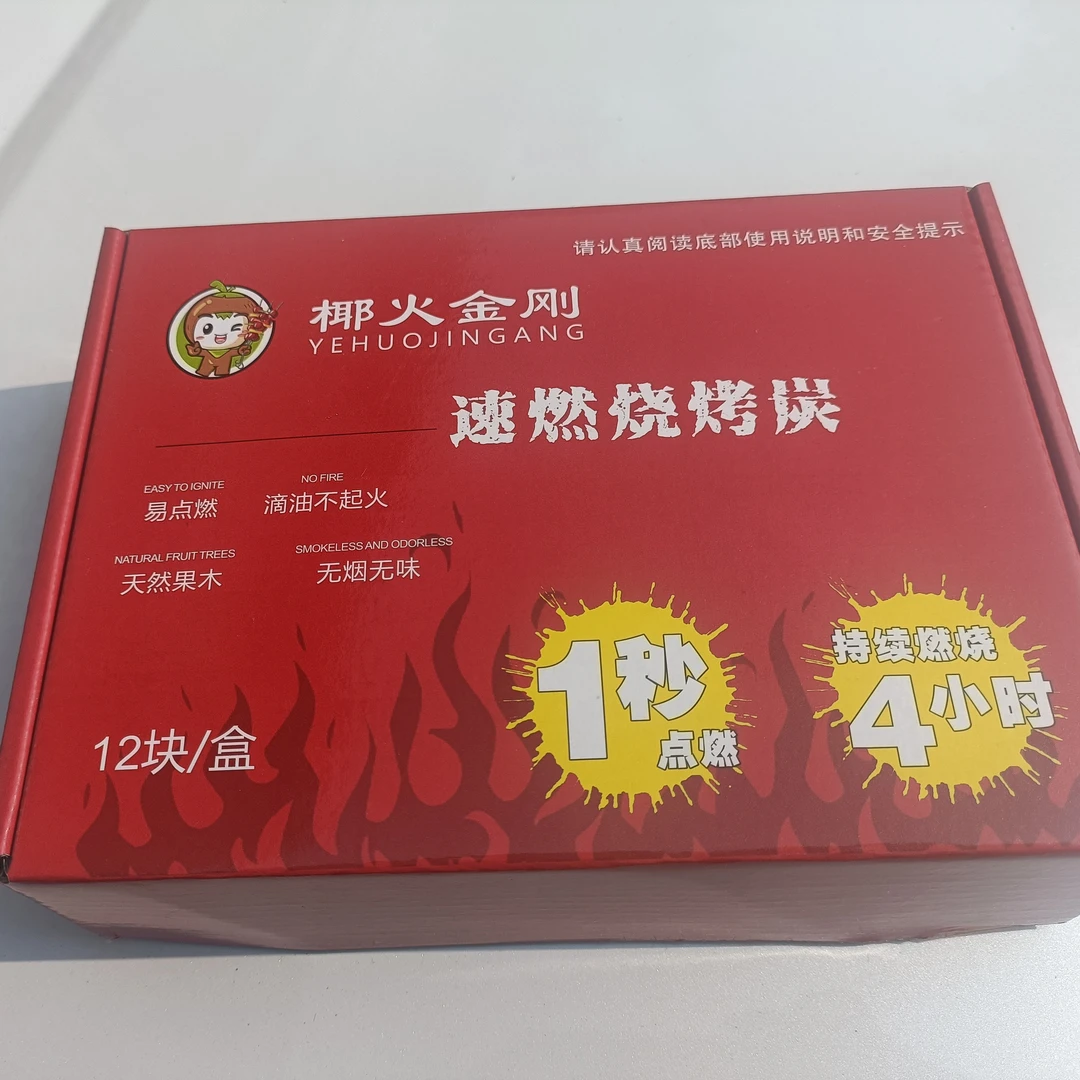 请认真阅读底部使用说明和安全提示
椰火金刚
YEHUOJINGANG
速燃烧烤炭
EASY TO IGNITE
易点燃
NO FIRE
滴油不起火
NATURAL FRUIT TREES
天然果木
SMOKELESS AND ODORLESS
无烟无味
1秒
点燃
持续燃烧
4小时
12块/盒